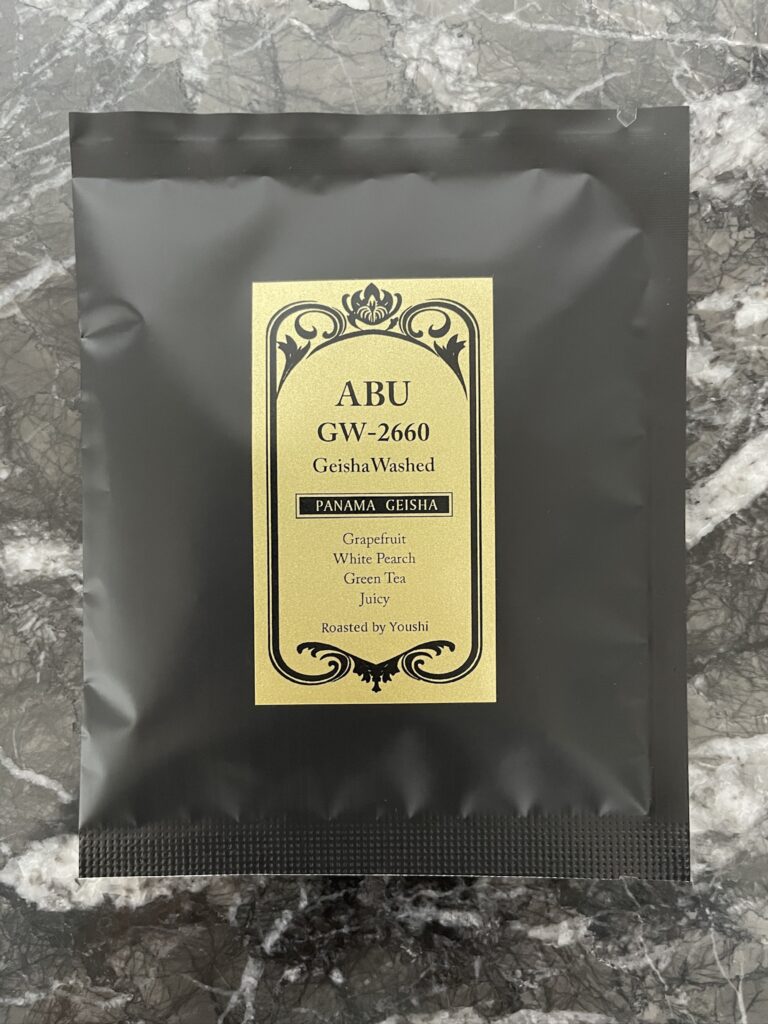 ABU
GW-2660
GeishaWashed
PANAMA GEISHA
Grapefruit
White Pearch
Green Tea
Juicy
Roasted by Youshi